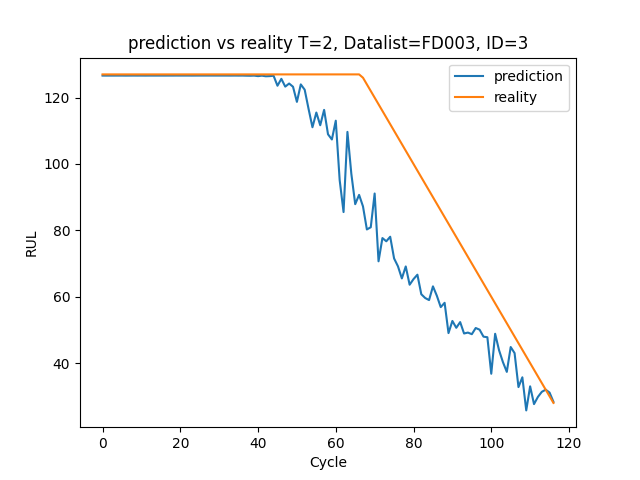 prediction vs reality T=2, Datalist=FD003, ID=3
prediction
reality
120
100
80
60
40
RUL
0 20 40 60 80 100 120
Cycle